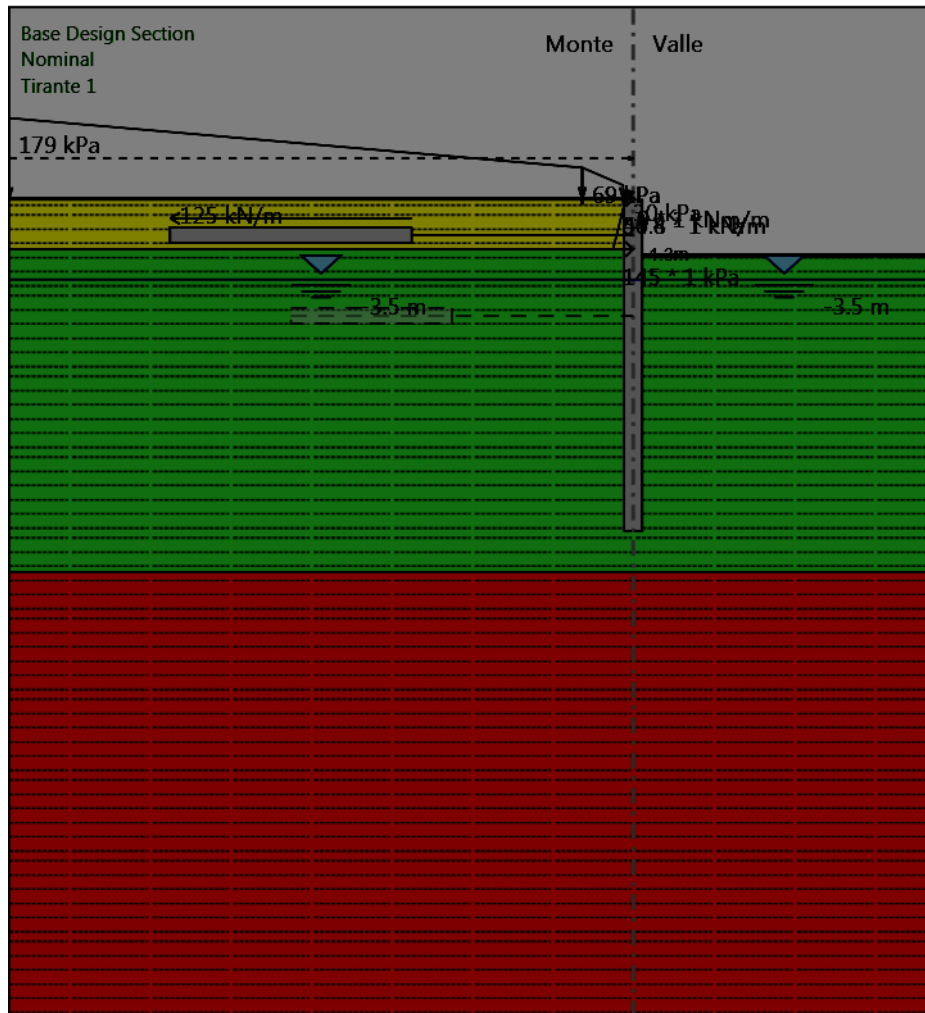 Base Design Section
Nominal
Tirante 1
Monte
Valle
179 kPa
125 kN/m
-3.5 m
145 * 1 kPa
-3.5 m